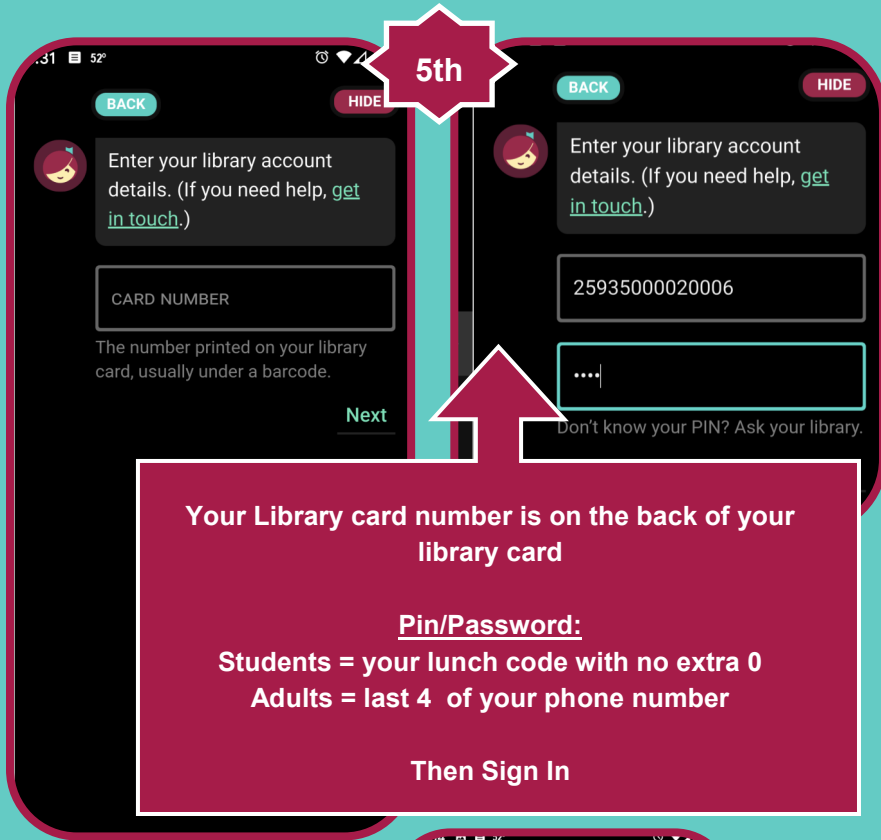 5th
:31 52°
BACK
HIDE
Enter your library account
details. (If you need help, get
in touch.)
CARD NUMBER
The number printed on your library
card, usually under a barcode.
Next
BACK
HIDE
Enter your library account
details. (If you need help, get
in touch.)
25935000020006
••••
Don't know your PIN? Ask your library.
Your Library card number is on the back of your
library card
Pin/Password:
Students = your lunch code with no extra 0
Adults = last 4 of your phone number
Then Sign In